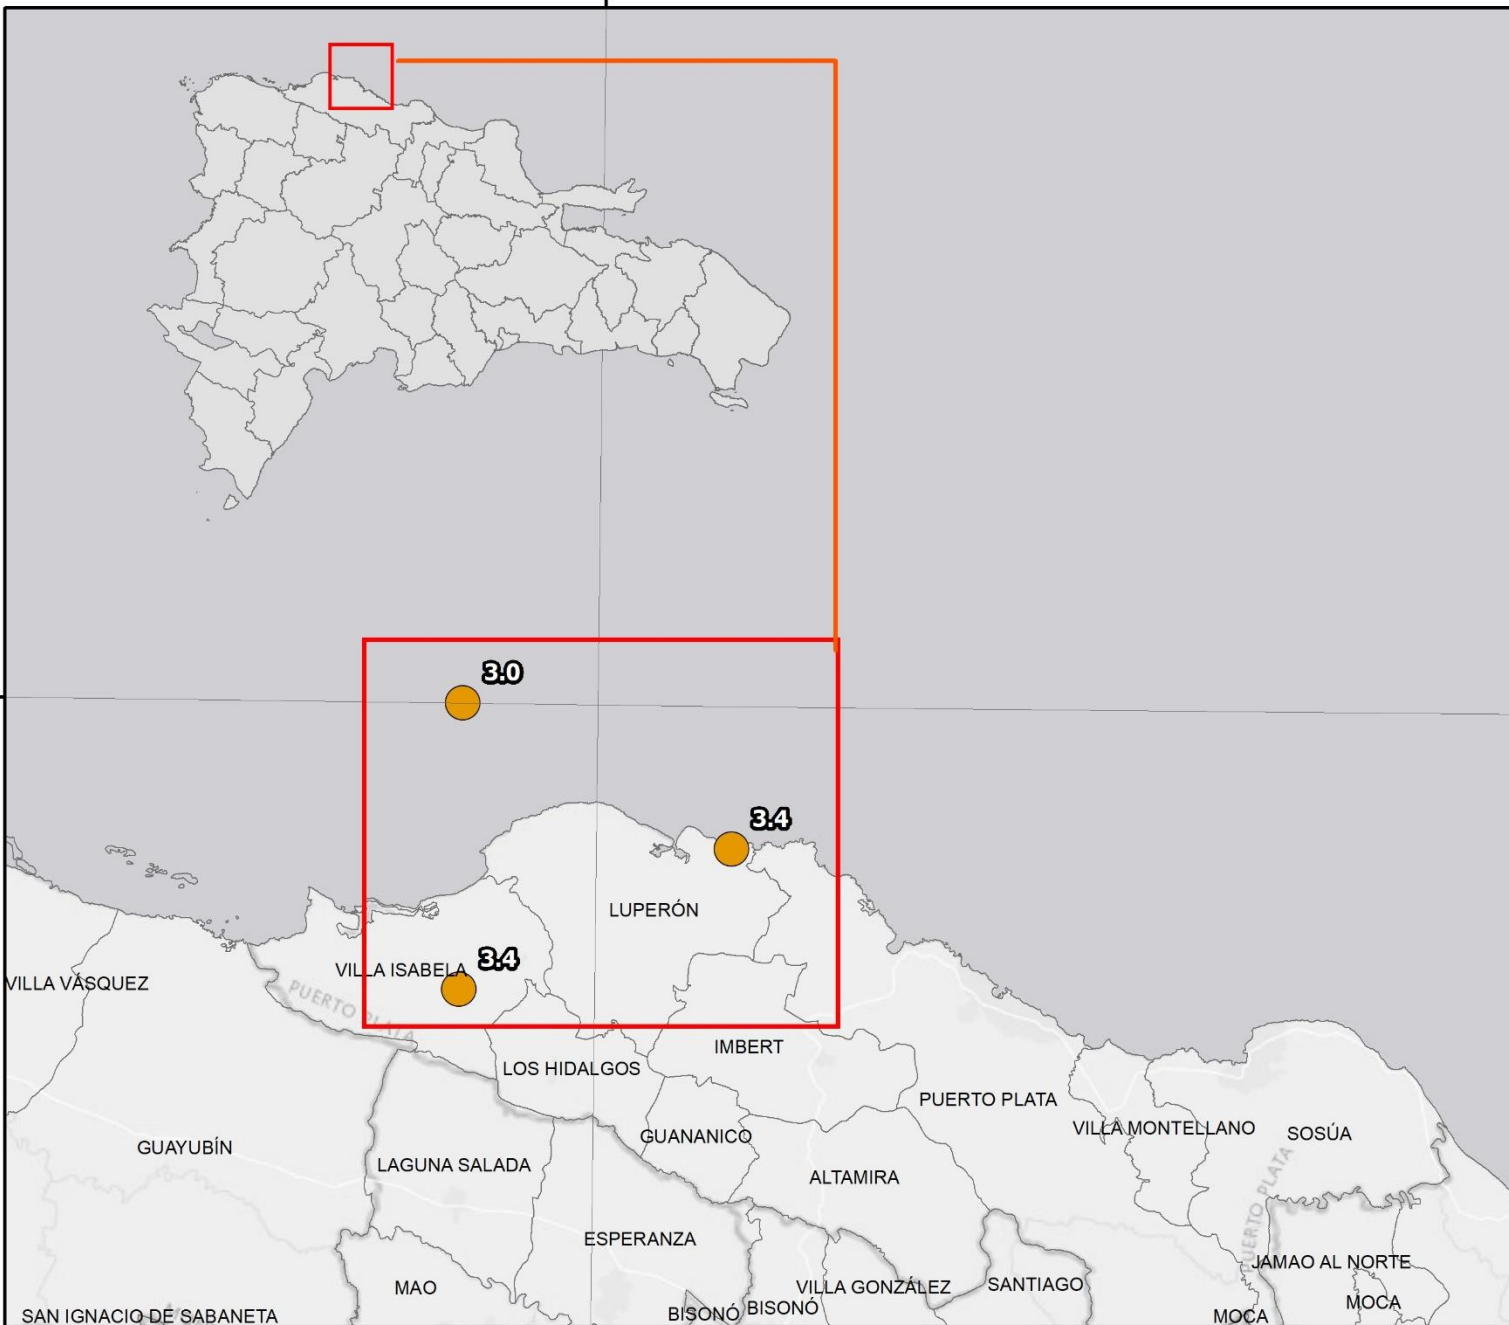 3.0
3.4
LUPERÓN
3.4
VILLA ISABELA
VILLA VÁSQUEZ
PUERTO PLATA
IMBERT
LOS HIDALGOS
PUERTO PLATA
VILLA MONTELLANO
SOSÚA
GUANANICO
GUAYUBÍN
LAGUNA SALADA
ALTAMIRA
PUERTO PLATA
ESPERANZA
JAMAO AL NORTE
MAO
VILLA GONZÁLEZ
SANTIAGO
SAN IGNACIO DE SABANETA
BISONÓ
BISONÓ
MOCA
MOCA